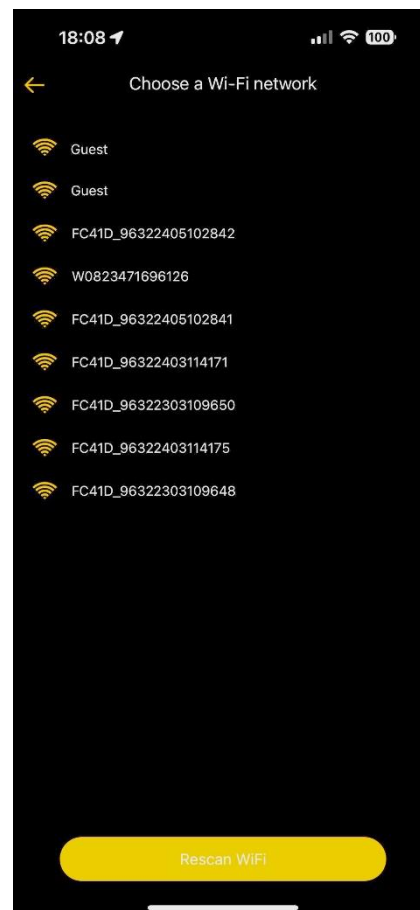 18:08
100
Choose a Wi-Fi network
Guest
Guest
FC41D_96322405102842
W0823471696126
FC41D_96322405102841
FC41D_96322403114171
FC41D_96322303109650
FC41D_96322403114175
FC41D_96322303109648
Rescan WiFi